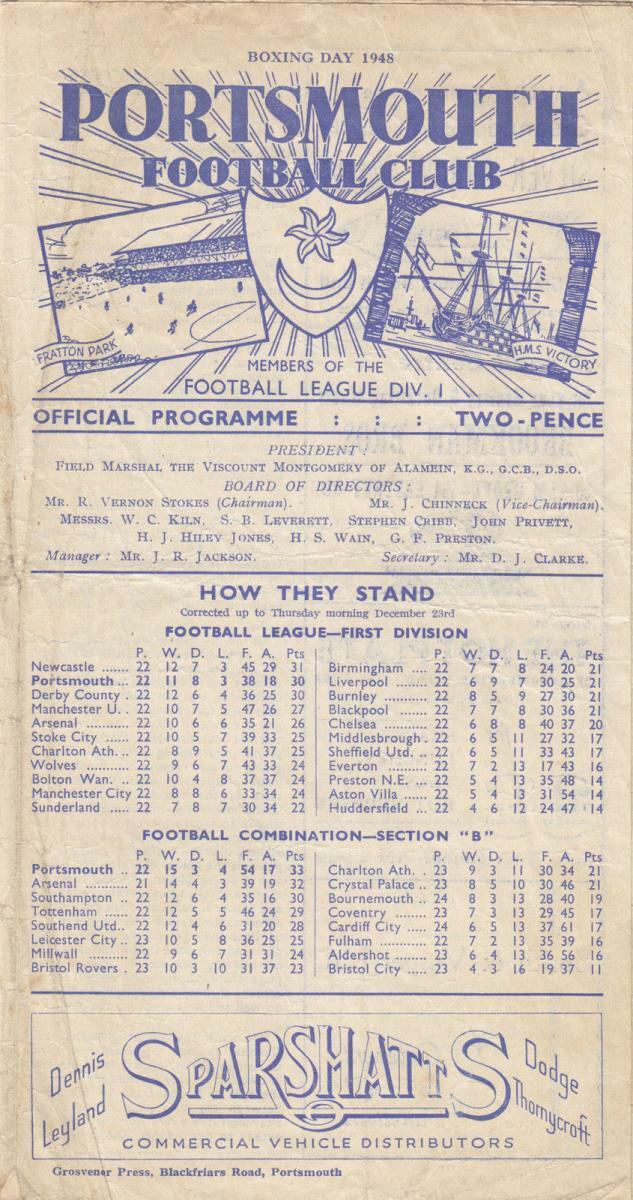 BOXING DAY 1948
PORTSMOUTH
FOOTBALL CLUB
FRATTON PARK
H.M.S. VICTORY
MEMBERS OF THE
FOOTBALL LEAGUE DIV. 1
OFFICIAL PROGRAMME : : : TWO-PENCE
PRESIDENT :
FIELD MARSHAL THE VISCOUNT MONTGOMERY OF ALAMEIN, K.G., G.C.B., D.S.O.
BOARD OF DIRECTORS :
MR. R. VERNON STOKES (Chairman). MR. J. CHINNECK (Vice-Chairman).
MESSRS. W. C. KILN, S. B. LEVERETT, STEPHEN CRIBB, JOHN PRIVETT,
H. J. HILEY JONES, H. S. WAIN, G. F. PRESTON.
Manager : MR. J. R. JACKSON. Secretary : MR. D. J. CLARKE.
HOW THEY STAND
Corrected up to Thursday morning December 23rd
FOOTBALL LEAGUE—FIRST DIVISION
P. W. D. L. F. A. Pts
Newcastle ....... 22 12 7 3 45 29 31
Portsmouth ... 22 11 8 3 38 18 30
Derby County . 22 12 6 4 36 25 30
Manchester U. . 22 10 7 5 47 26 27
Arsenal ........... 22 10 6 6 35 21 26
Stoke City ...... 22 10 5 7 39 33 25
Charlton Ath. .. 22 8 9 5 41 37 25
Wolves ........... 22 9 6 7 43 33 24
Bolton Wan. .. 22 10 4 8 37 37 24
Manchester City 22 8 8 6 33 34 24
Sunderland ..... 22 7 8 7 30 34 22
P. W. D. L. F. A. Pts
Birmingham .... 22 7 7 8 24 20 21
Liverpool ........ 22 6 9 7 30 25 21
Burnley .......... 22 8 5 9 27 30 21
Blackpool ....... 22 7 7 8 30 36 21
Chelsea .......... 22 6 8 8 40 37 20
Middlesbrough . 22 6 5 11 27 32 17
Sheffield Utd. .. 22 6 5 11 33 43 17
Everton .......... 22 7 2 13 17 43 16
Preston N.E. ... 22 5 4 13 35 48 14
Aston Villa ...... 22 5 4 13 31 54 14
Huddersfield ... 22 4 6 12 24 47 14
FOOTBALL COMBINATION—SECTION "B"
P. W. D. L. F. A. Pts
Portsmouth .. 22 15 3 4 54 17 33
Arsenal ........... 21 14 4 3 39 19 32
Southampton .. 22 12 6 4 35 16 30
Tottenham ...... 22 12 5 5 46 24 29
Southend Utd.. 22 12 4 6 31 20 28
Leicester City .. 23 10 5 8 36 25 25
Millwall .......... 22 9 6 7 31 31 24
Bristol Rovers . 23 10 3 10 31 37 23
P. W. D. L. F. A. Pts
Charlton Ath. . 23 9 3 11 30 34 21
Crystal Palace .. 23 8 5 10 30 46 21
Bournemouth .. 24 8 3 13 28 40 19
Coventry ........ 23 7 3 13 29 45 17
Cardiff City ..... 24 6 5 13 37 61 17
Fulham ........... 22 7 2 13 35 39 16
Aldershot ....... 23 6 4 13 36 56 16
Bristol City ..... 23 4 3 16 19 37 11
Dennis
Leyland
SPARSHATTS
Dodge
Thornycroft
COMMERCIAL VEHICLE DISTRIBUTORS
Grosvenor Press, Blackfriars Road, Portsmouth